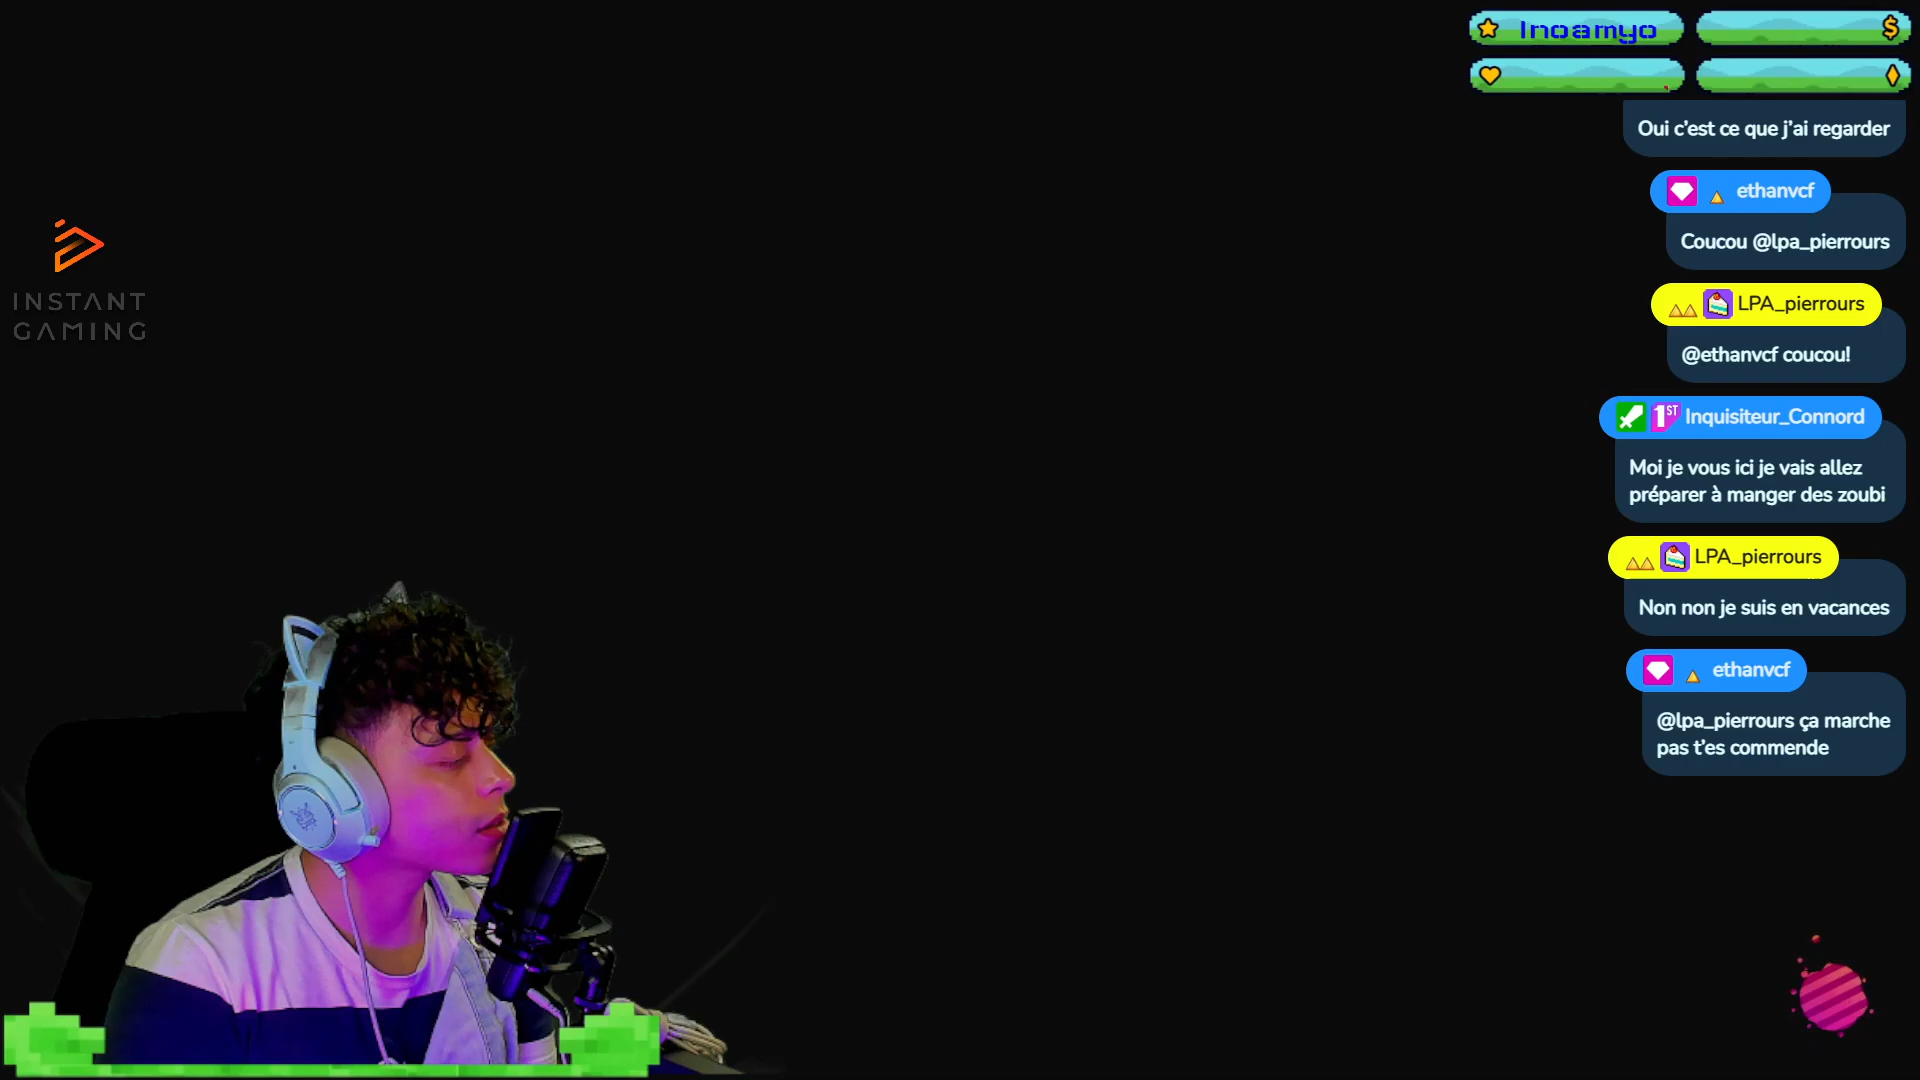 Inoamyo
$
INSTANT
GAMING
Oui c’est ce que j’ai regarder
ethanvcf
Coucou @lpa_pierrours
LPA_pierrours
@ethanvcf coucou!
1ST Inquisiteur_Connord
Moi je vous ici je vais allez
préparer à manger des zoubi
LPA_pierrours
Non non je suis en vacances
ethanvcf
@lpa_pierrours ça marche
pas t’es commende